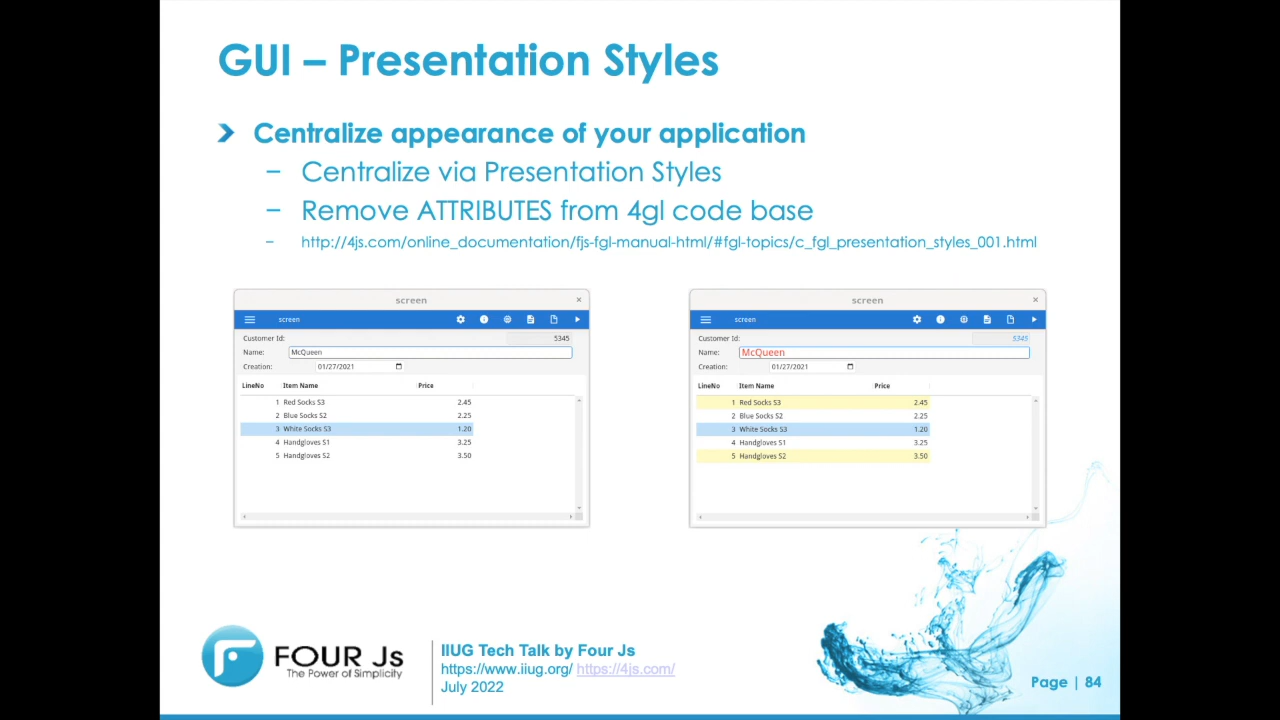 GUI – Presentation Styles
Centralize appearance of your application
– Centralize via Presentation Styles
– Remove ATTRIBUTES from 4gl code base
– http://4js.com/online_documentation/fjs-fgl-manual-html/#fgl-topics/c_fgl_presentation_styles_001.html
screen ×
screen
Customer Id: 5345
Name: McQueen
Creation: 01/27/2021
LineNo Item Name Price
1 Red Socks S3 2.45
2 Blue Socks S2 2.25
3 White Socks S3 1.20
4 Handgloves S1 3.25
5 Handgloves S2 3.50
screen ×
screen
Customer Id: 5345
Name: McQueen
Creation: 01/27/2021
LineNo Item Name Price
1 Red Socks S3 2.45
2 Blue Socks S2 2.25
3 White Socks S3 1.20
4 Handgloves S1 3.25
5 Handgloves S2 3.50
FOUR Js
The Power of Simplicity
IIUG Tech Talk by Four Js
https://www.iiug.org/ https://4js.com/
July 2022
Page | 84